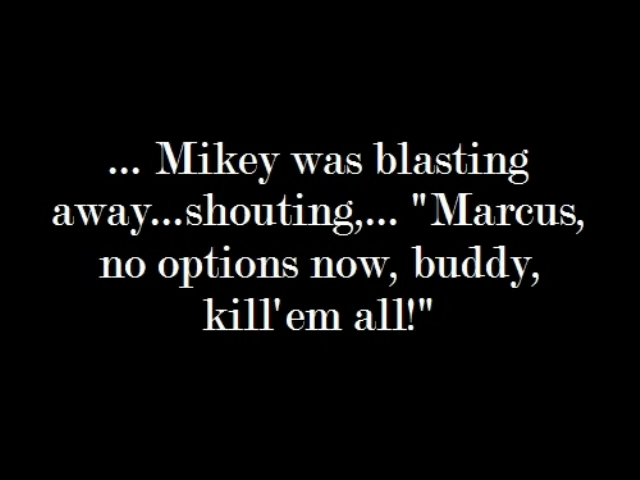 ... Mikey was blasting
away...shouting,... "Marcus,
no options now, buddy,
kill'em all!"